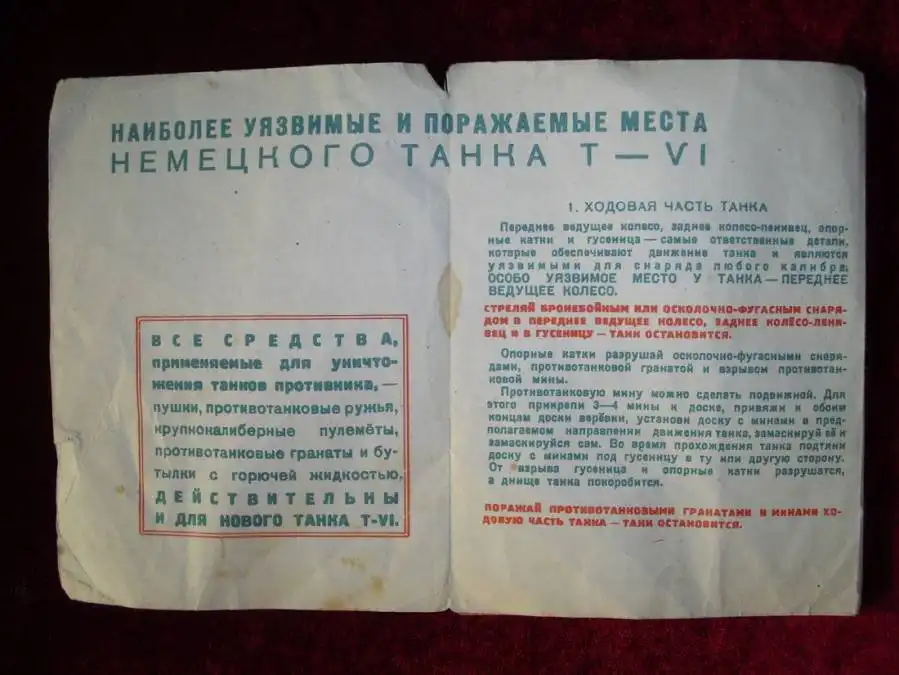 НАИБОЛЕЕ УЯЗВИМЫЕ И ПОРАЖАЕМЫЕ МЕСТА
НЕМЕЦКОГО ТАНКА Т—VI
ВСЕ СРЕДСТВА,
применяемые для уничто-
жения танков противника,—
пушки, противотанковые ружья,
крупнокалиберные пулемёты,
противотанковые гранаты и бу-
тылки с горючей жидкостью,
ДЕЙСТВИТЕЛЬНЫ
И ДЛЯ НОВОГО ТАНКА Т-VI.
1. ХОДОВАЯ ЧАСТЬ ТАНКА
Переднее ведущее колесо, заднее колесо-ленивец, опор-
ные катки и гусеница — самые ответственные детали,
которые обеспечивают движение танка и являются
уязвимыми для снаряда любого калибра.
ОСОБО УЯЗВИМОЕ МЕСТО У ТАНКА — ПЕРЕДНЕЕ
ВЕДУЩЕЕ КОЛЕСО.
СТРЕЛЯЙ БРОНЕБОЙНЫМ ИЛИ ОСКОЛОЧНО-ФУГАСНЫМ СНАРЯ-
ДОМ В ПЕРЕДНЕЕ ВЕДУЩЕЕ КОЛЕСО, ЗАДНЕЕ КОЛЕСО-ЛЕНИ-
ВЕЦ И В ГУСЕНИЦУ — ТАНК ОСТАНОВИТСЯ.
Опорные катки разрушай осколочно-фугасными снаря-
дами, противотанковой гранатой и взрывом противотан-
ковой мины.
Противотанковую мину можно сделать подвижной. Для
этого прикрепи 3—4 мины к доске, привяжи к обоим
концам доски верёвки, установи доску с минами в пред-
полагаемом направлении движения танка, замаскируй её и
замаскируйся сам. Во время прохождения танка подтяни
доску с минами под гусеницу в ту или другую сторону.
От взрыва гусеница и опорные катки разрушатся,
а днище танка покоробится.
ПОРАЖАЙ ПРОТИВОТАНКОВЫМИ ГРАНАТАМИ И МИНАМИ ХО-
ДОВУЮ ЧАСТЬ ТАНКА — ТАНК ОСТАНОВИТСЯ.